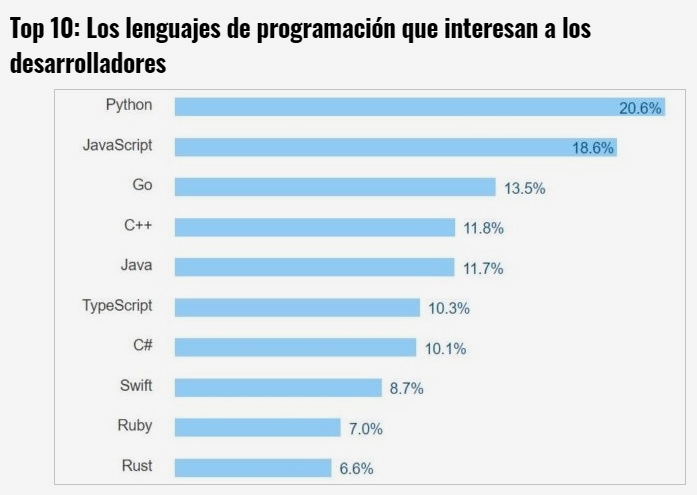 Top 10: Los lenguajes de programación que interesan a los
desarrolladores
Python 20.6%
JavaScript 18.6%
Go 13.5%
C++ 11.8%
Java 11.7%
TypeScript 10.3%
C# 10.1%
Swift 8.7%
Ruby 7.0%
Rust 6.6%